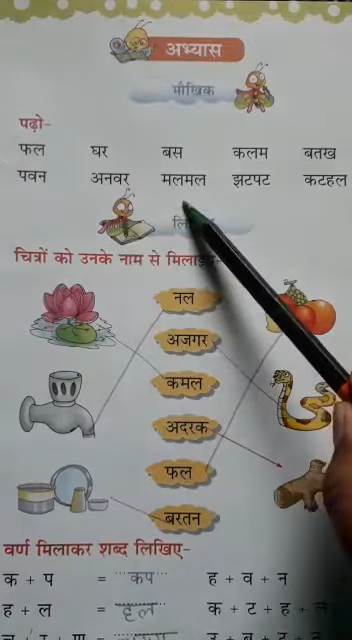 अभ्यास
मौखिक
पढ़ो-
फल घर बस कलम बतख
पवन अनवर मलमल झटपट कटहल
चित्रों को उनके नाम से
नल
अजगर
कमल
अदरक
फल
बरतन
वर्ण मिलाकर शब्द लिखिए-
क + प = कप ह + व + न
ह + ल = हल क + ट + ह +